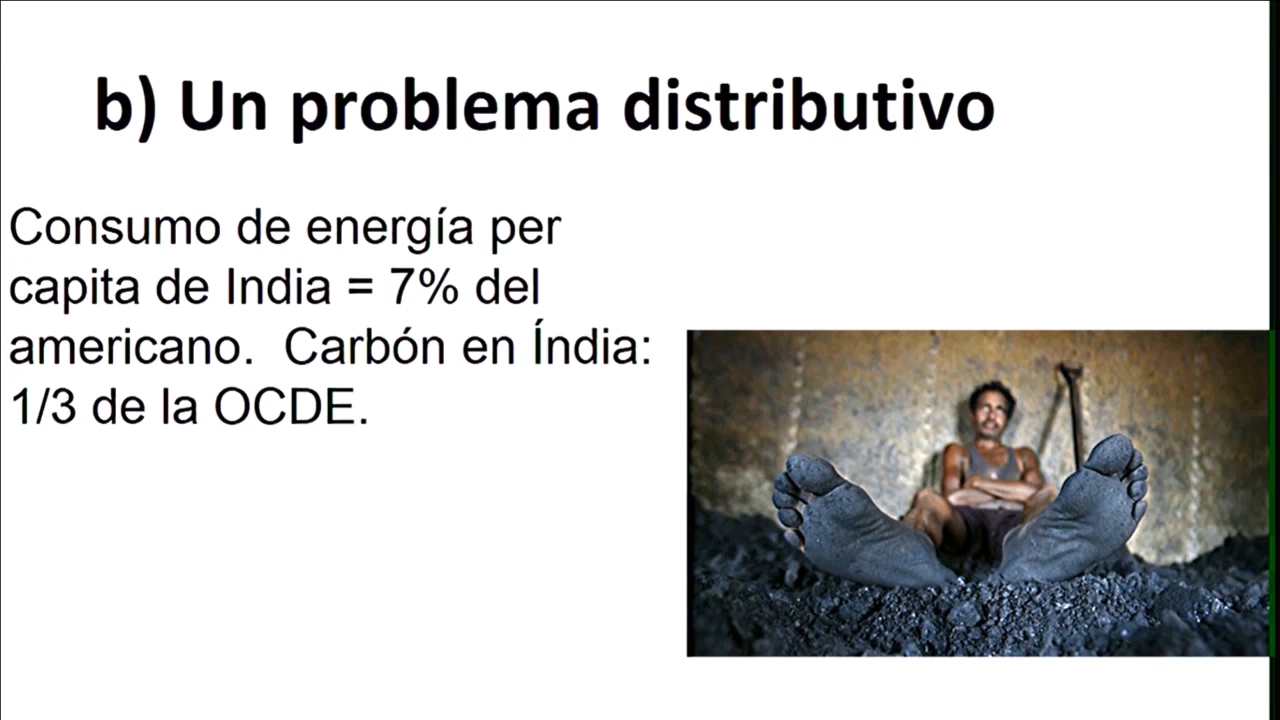 b) Un problema distributivo
Consumo de energía per
capita de India = 7% del
americano.  Carbón en Índia:
1/3 de la OCDE.